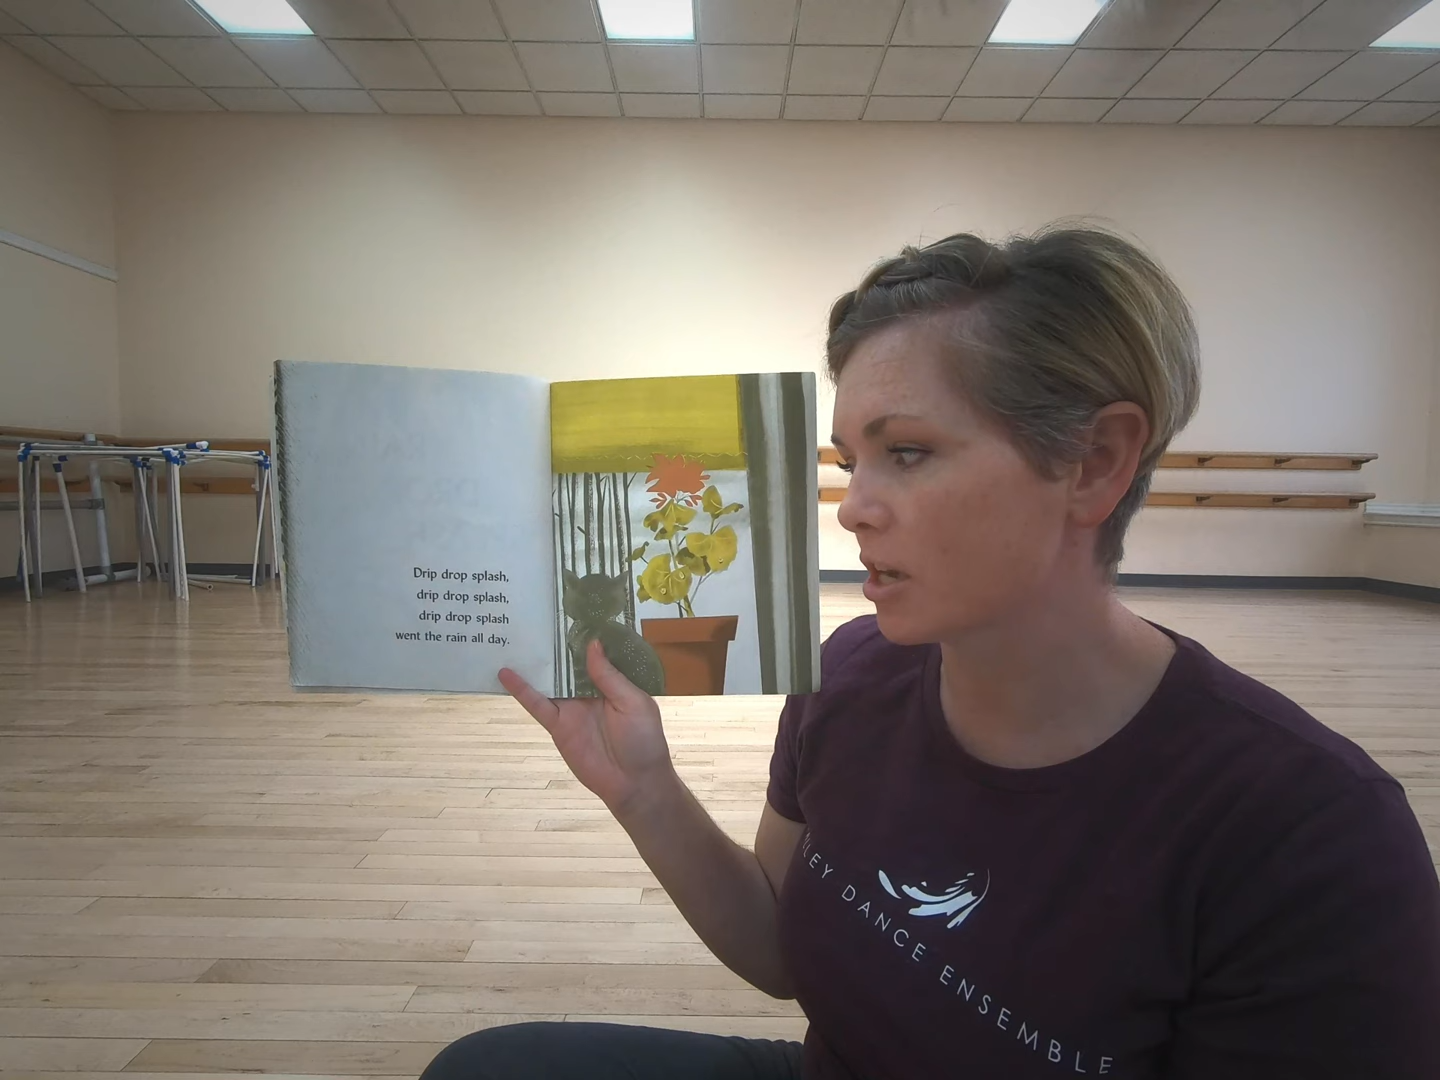 Drip drop splash,
drip drop splash,
drip drop splash
went the rain all day.
DANCE ENSEMBLE